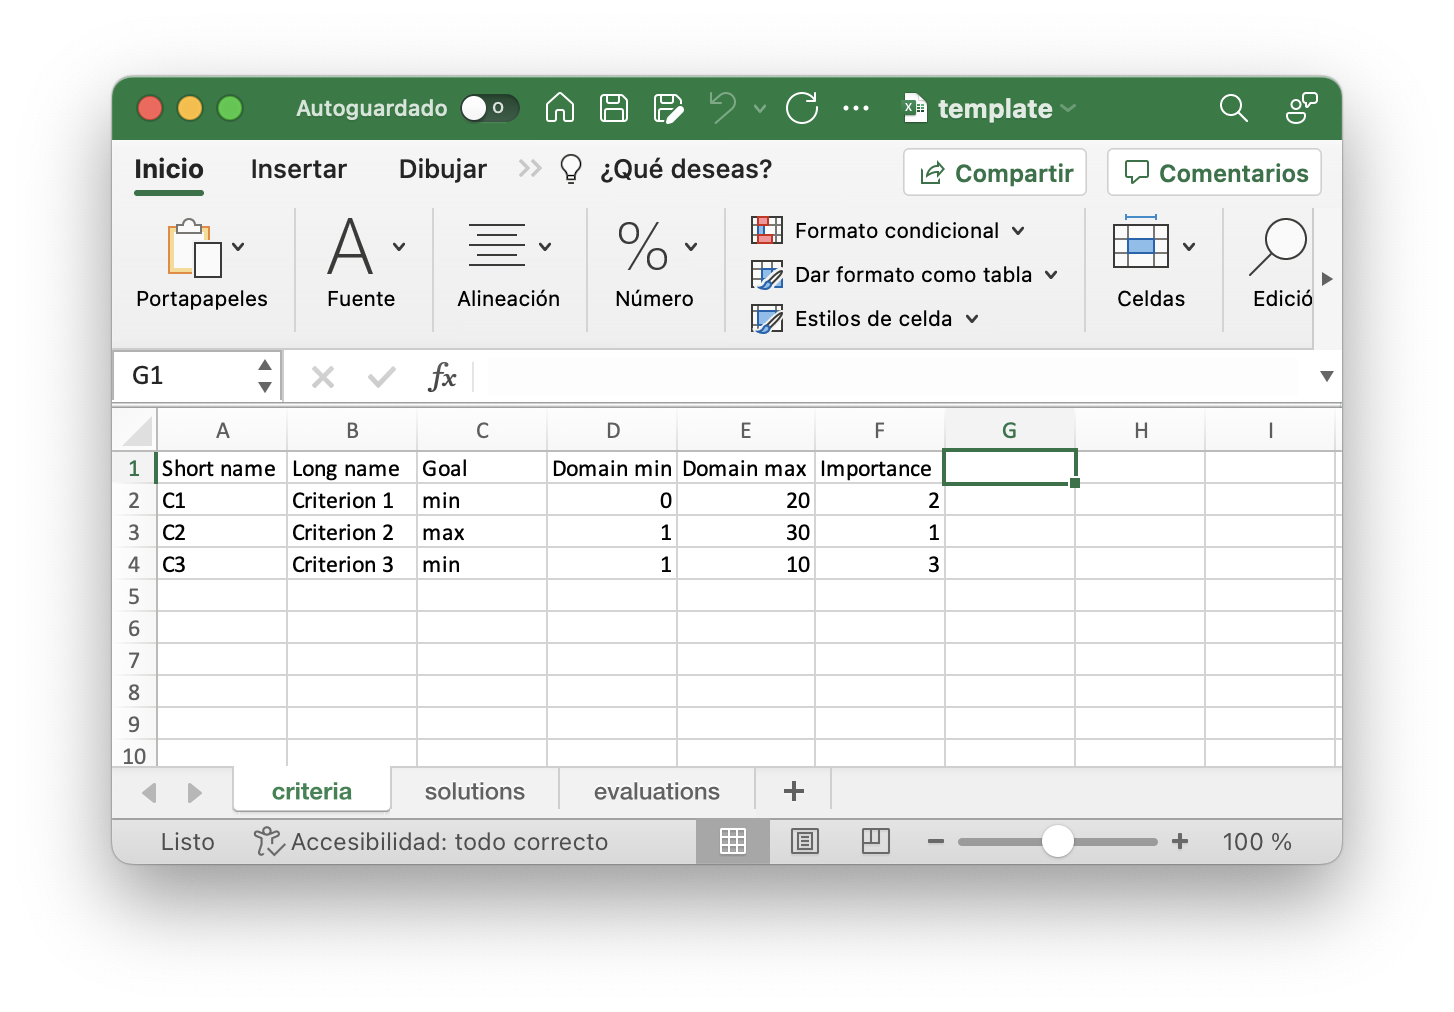 Autoguardado
template
Inicio Insertar Dibujar ¿Qué deseas? Compartir Comentarios
Formato condicional
Dar formato como tabla
Estilos de celda
Portapapeles Fuente Alineación Número Celdas Edició
G1 fx
A B C D E F G H I
1 Short name Long name Goal Domain min Domain max Importance
2 C1 Criterion 1 min 0 20 2
3 C2 Criterion 2 max 1 30 1
4 C3 Criterion 3 min 1 10 3
5
6
7
8
9
10
criteria solutions evaluations +
Listo Accesibilidad: todo correcto 100 %